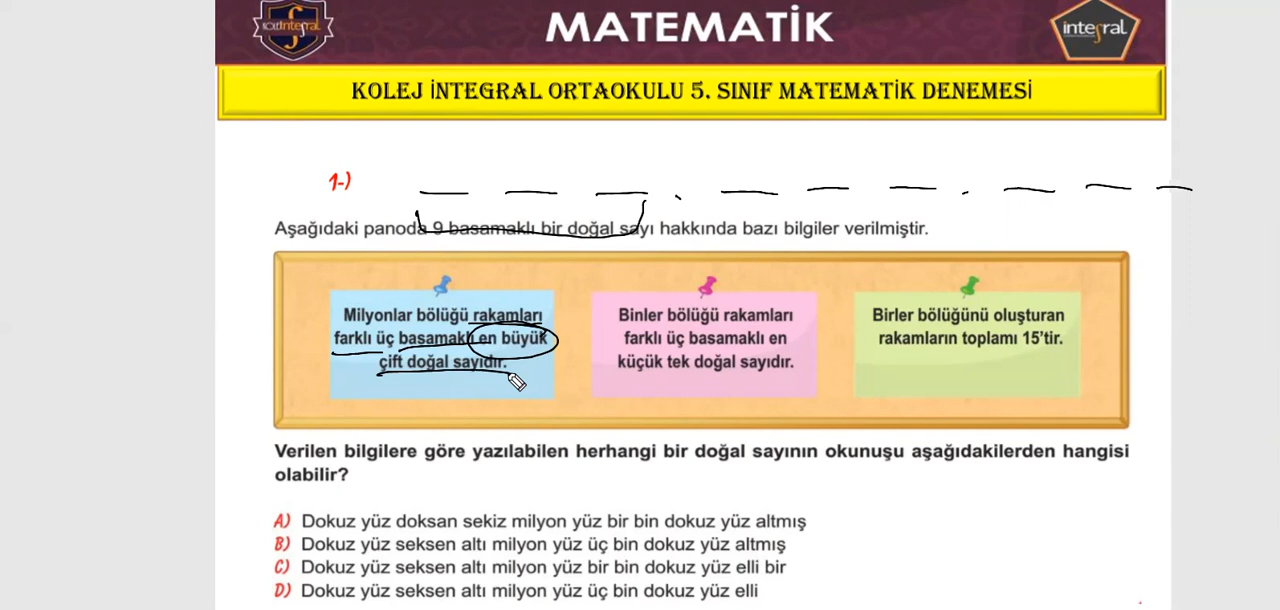 KOLEJ İntegral
MATEMATİK
integral
KOLEJ İNTEGRAL ORTAOKULU 5. SINIF MATEMATİK DENEMESİ
1-)
Aşağıdaki panoda 9 basamaklı bir doğal sayı hakkında bazı bilgiler verilmiştir.
Milyonlar bölüğü rakamları
farklı üç basamaklı en büyük
çift doğal sayıdır.
Binler bölüğü rakamları
farklı üç basamaklı en
küçük tek doğal sayıdır.
Birler bölüğünü oluşturan
rakamların toplamı 15'tir.
Verilen bilgilere göre yazılabilen herhangi bir doğal sayının okunuşu aşağıdakilerden hangisi
olabilir?
A) Dokuz yüz doksan sekiz milyon yüz bir bin dokuz yüz altmış
B) Dokuz yüz seksen altı milyon yüz üç bin dokuz yüz altmış
C) Dokuz yüz seksen altı milyon yüz bir bin dokuz yüz elli bir
D) Dokuz yüz seksen altı milyon yüz üç bin dokuz yüz elli